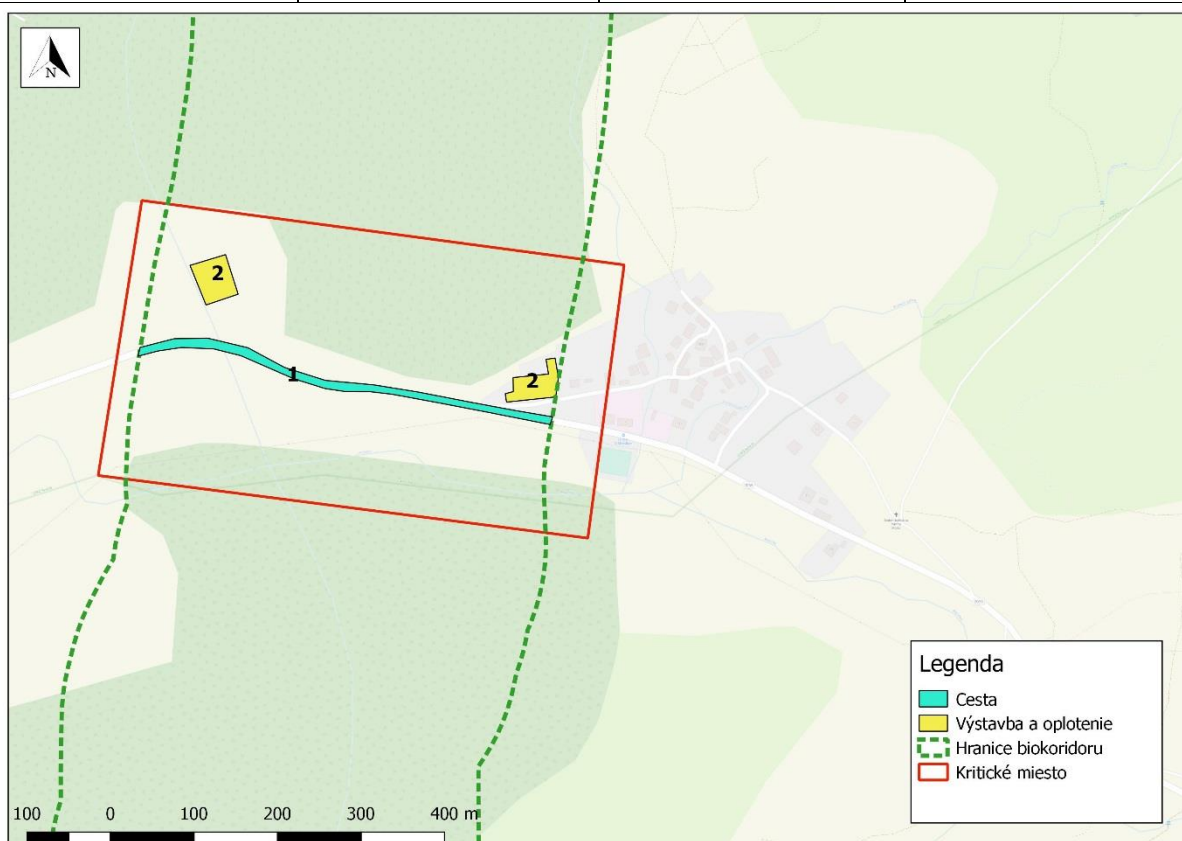 N
2
1
2
Legenda
Cesta
Výstavba a oplotenie
Hranice biokoridoru
Kritické miesto
100 0 100 200 300 400 m